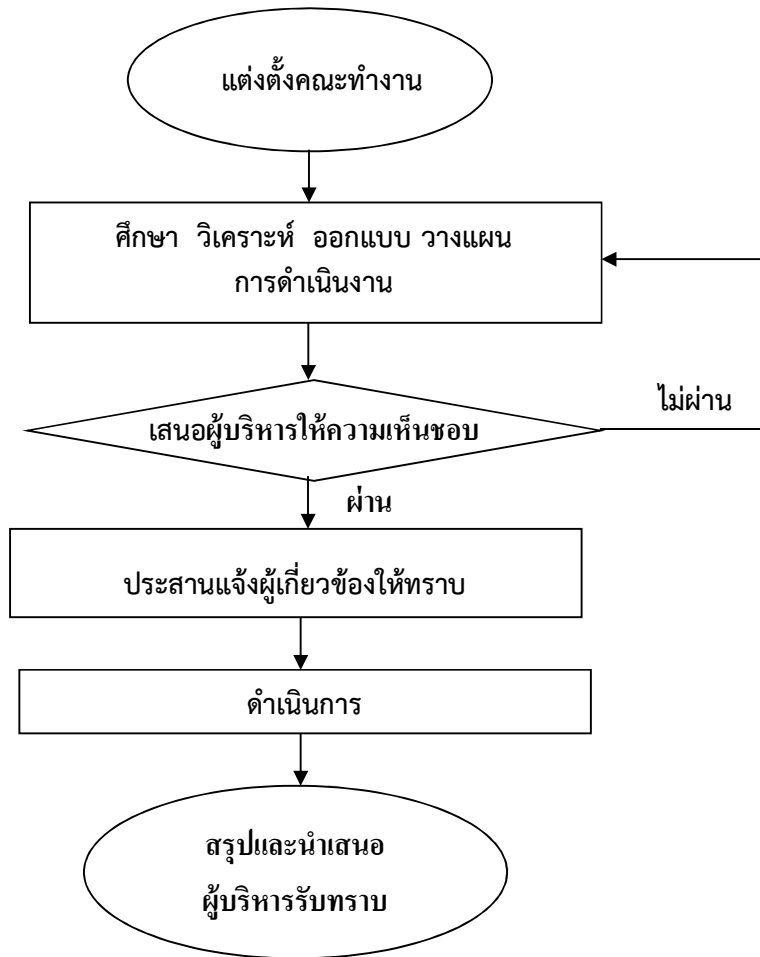 แต่งตั้งคณะทำงาน
ศึกษา วิเคราะห์ ออกแบบ วางแผน
การดำเนินงาน
เสนอผู้บริหารให้ความเห็นชอบ
ไม่ผ่าน
ผ่าน
ประสานแจ้งผู้เกี่ยวข้องให้ทราบ
ดำเนินการ
สรุปและนำเสนอ
ผู้บริหารรับทราบ